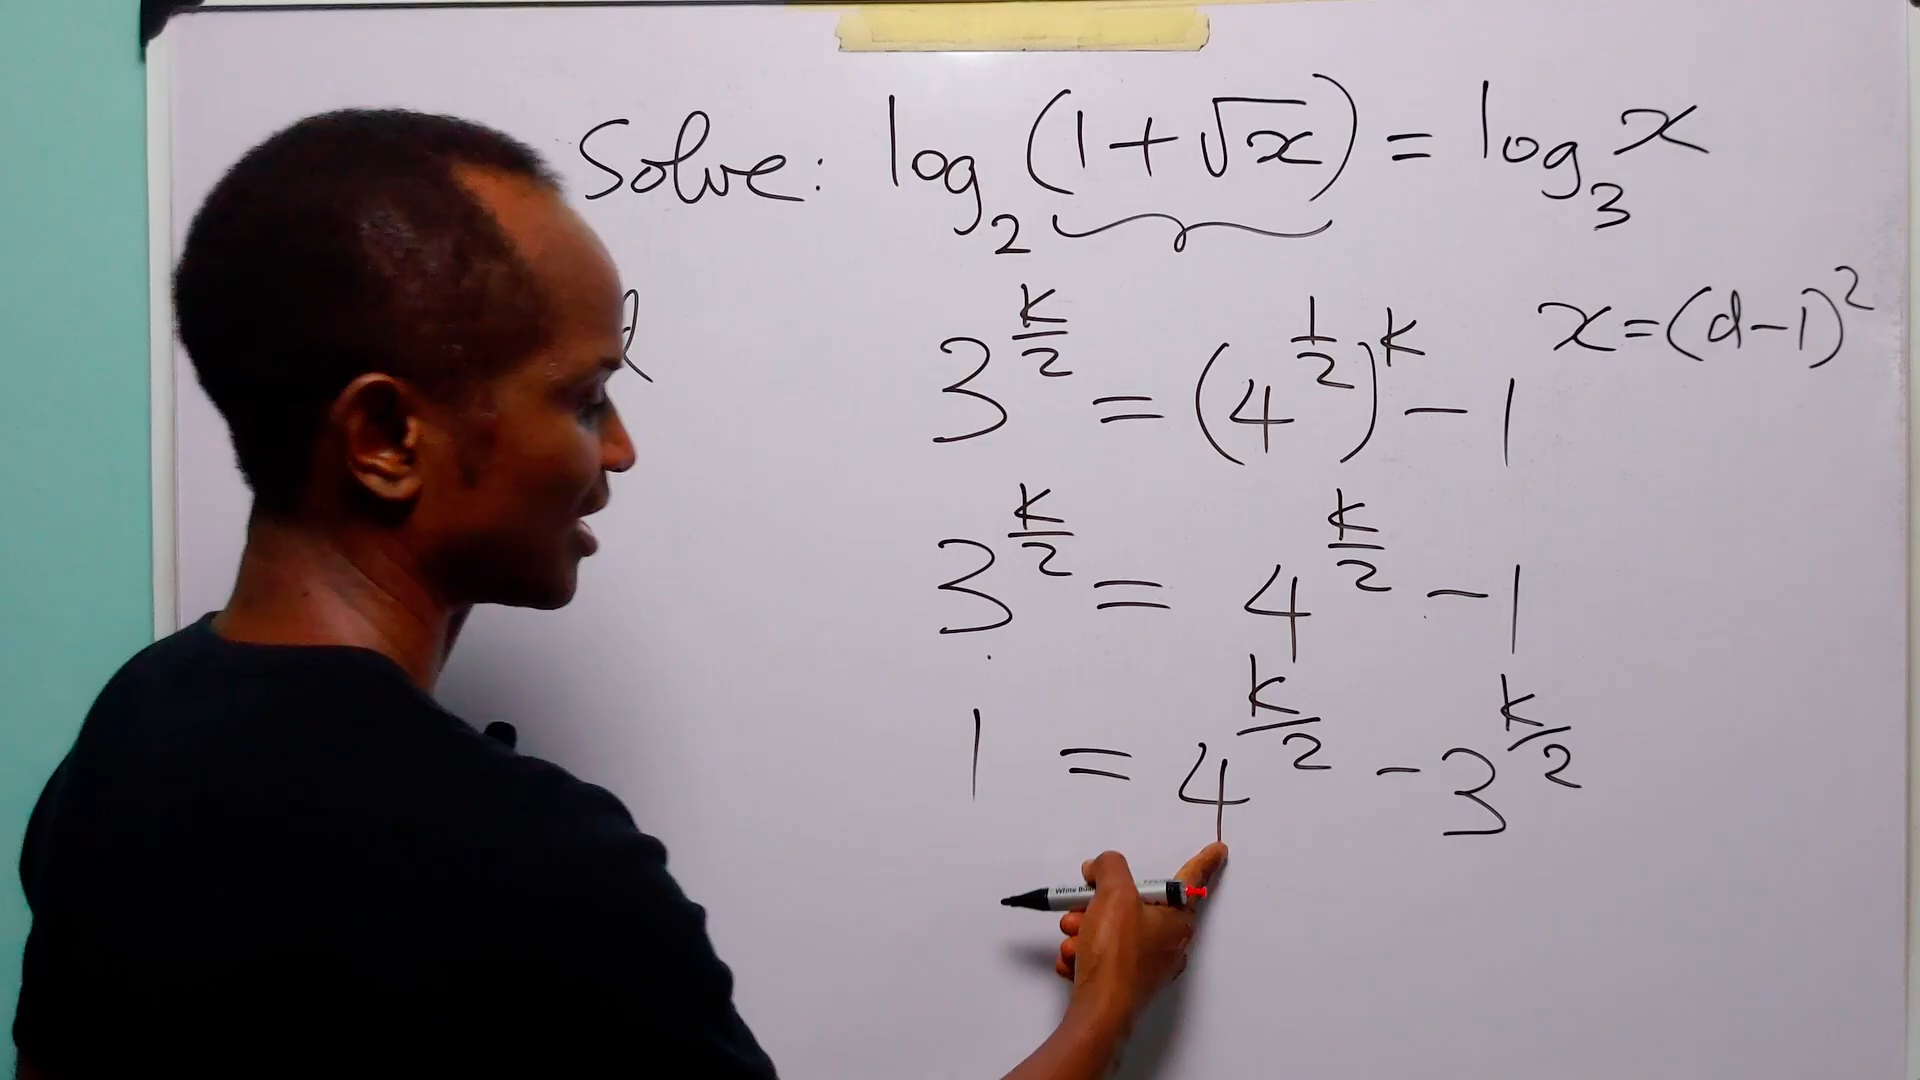 Solve: log₂(1+√x) = log₃x
x=(d-1)²
3^(k/2) = (4^(1/2))^k - 1
3^(k/2) = 4^(k/2) - 1
1 = 4^(k/2) - 3^(k/2)